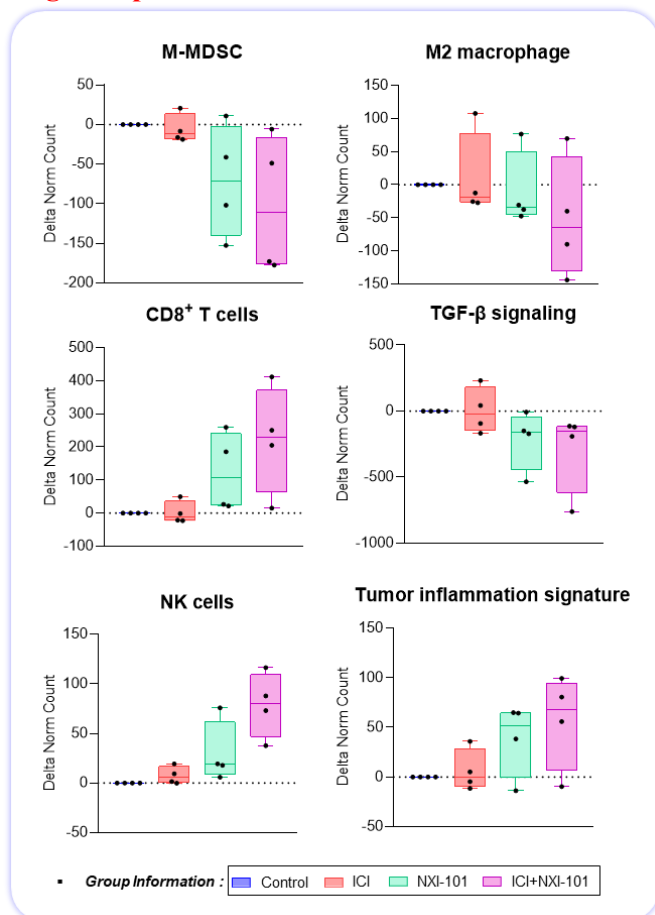 M-MDSC
M2 macrophage
50
0
-50
-100
-150
-200
Delta Norm Count
150
100
50
0
-50
-100
-150
Delta Norm Count
CD8+ T cells
TGF-β signaling
500
400
300
200
100
0
-100
Delta Norm Count
500
0
-500
-1000
Delta Norm Count
NK cells
Tumor inflammation signature
150
100
50
0
-50
Delta Norm Count
150
100
50
0
-50
Delta Norm Count
▪ Group Information : Control ICI NXI-101 ICI+NXI-101